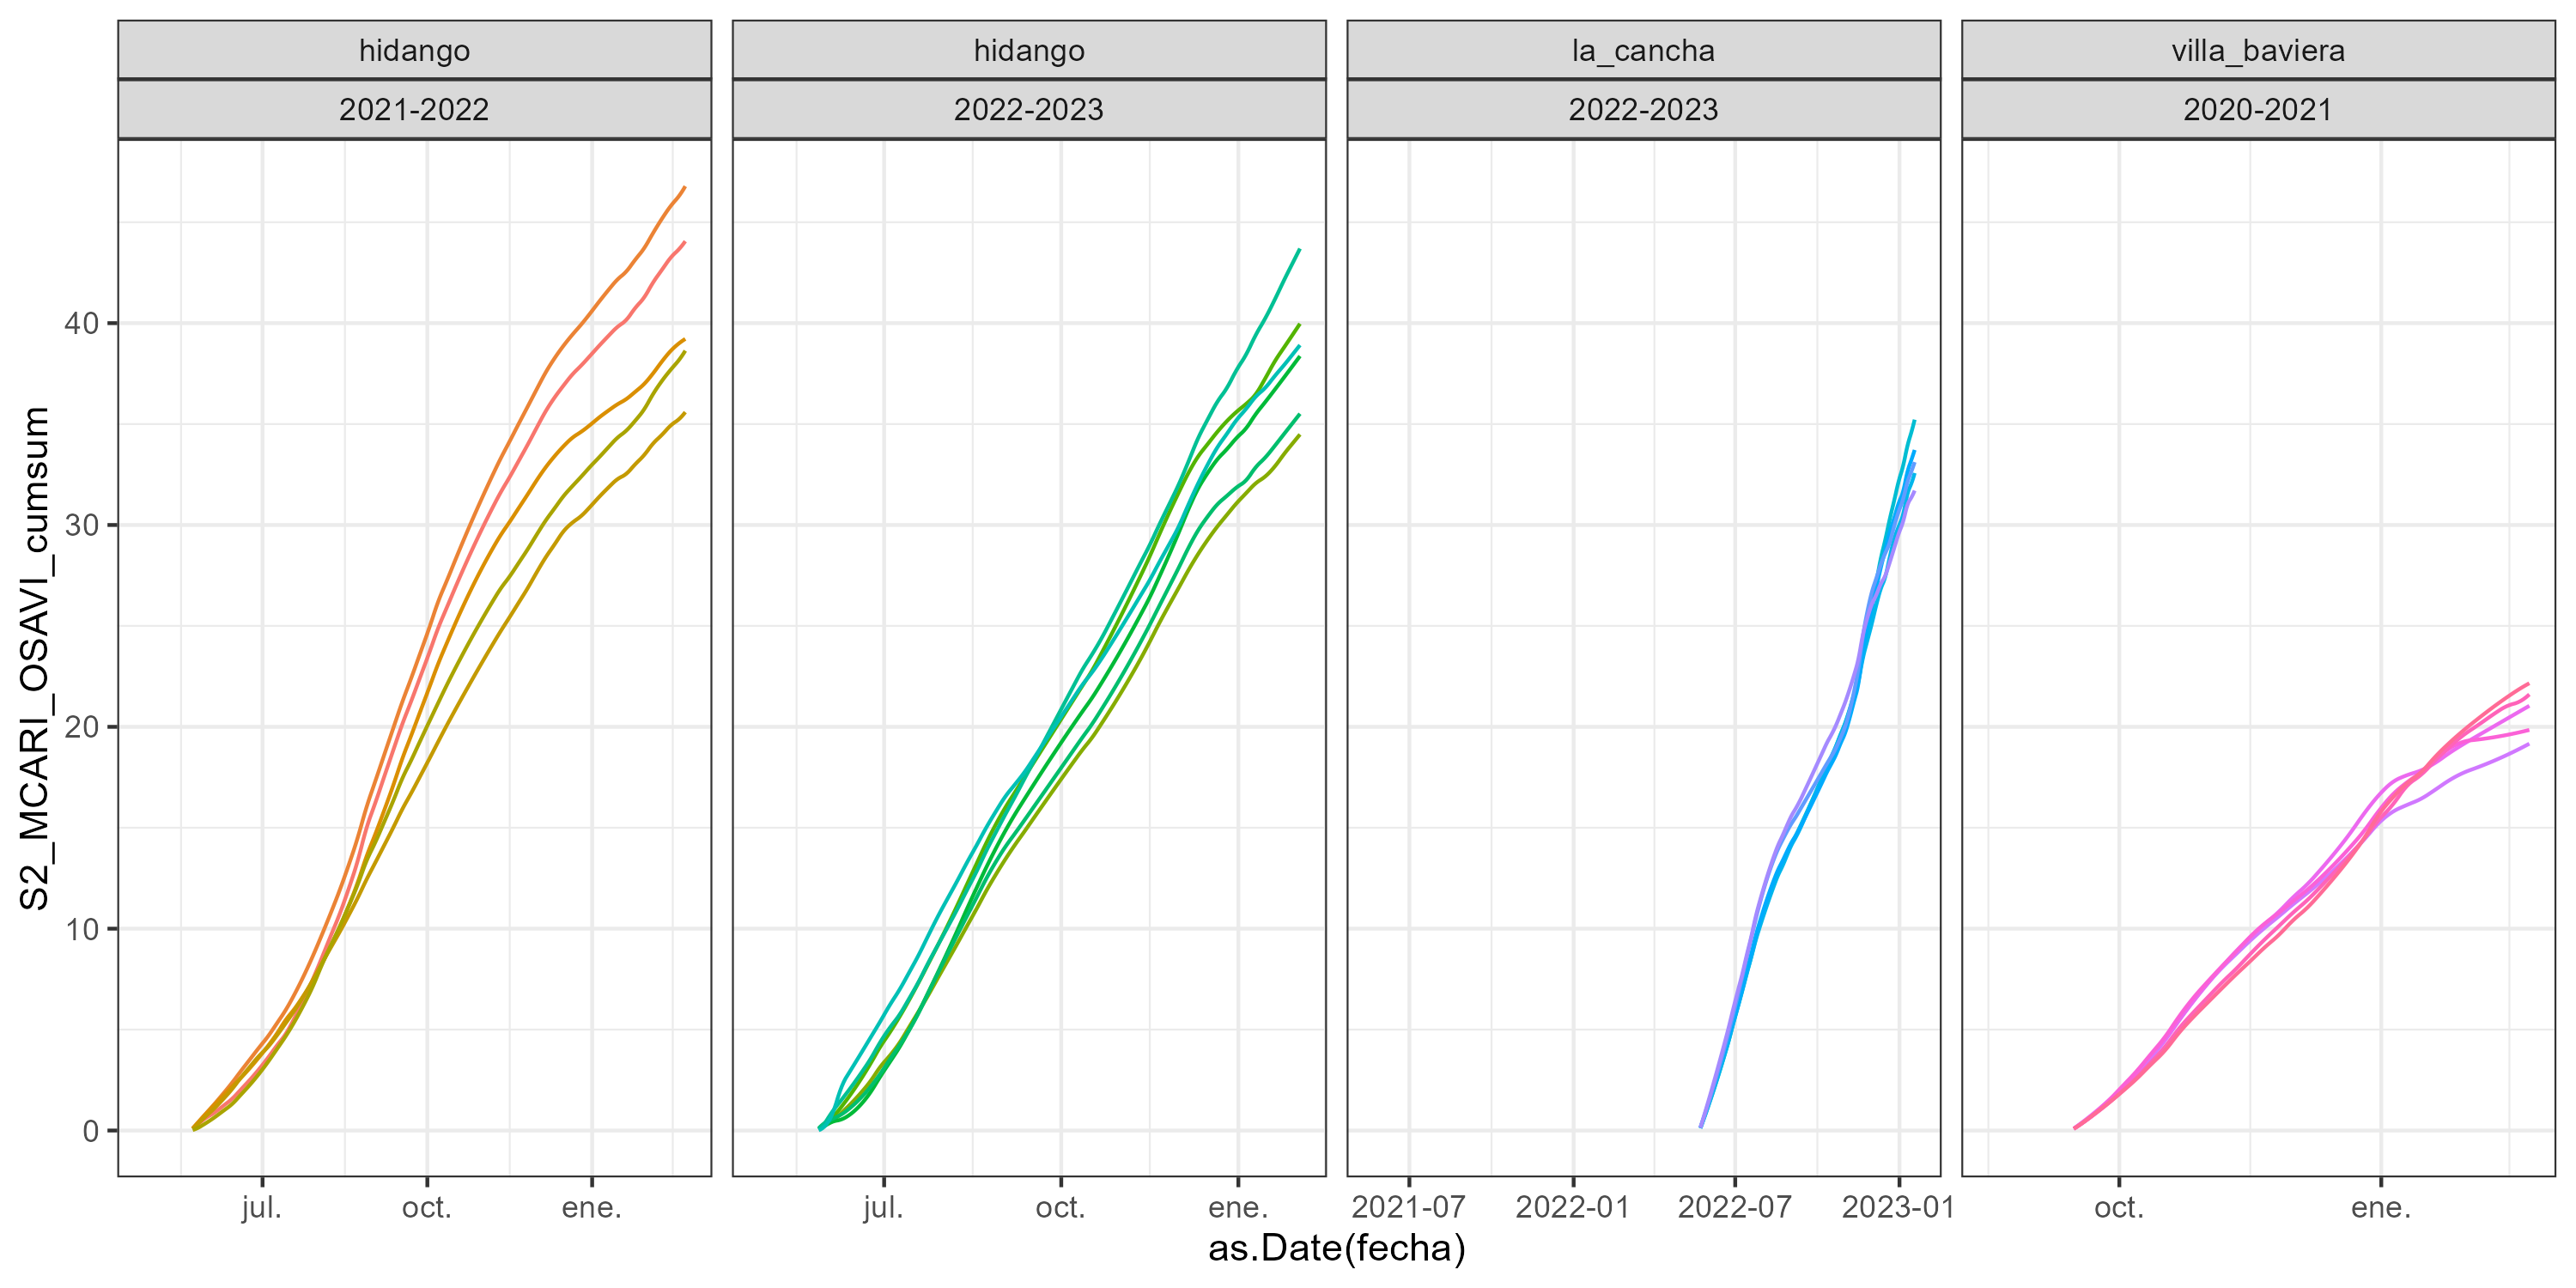 hidango hidango la_cancha villa_baviera
2021-2022 2022-2023 2022-2023 2020-2021
S2_MCARI_OSAVI_cumsum
40
30
20
10
0
jul. oct. ene. jul. oct. ene. 2021-07 2022-01 2022-07 2023-01 oct. ene.
as.Date(fecha)